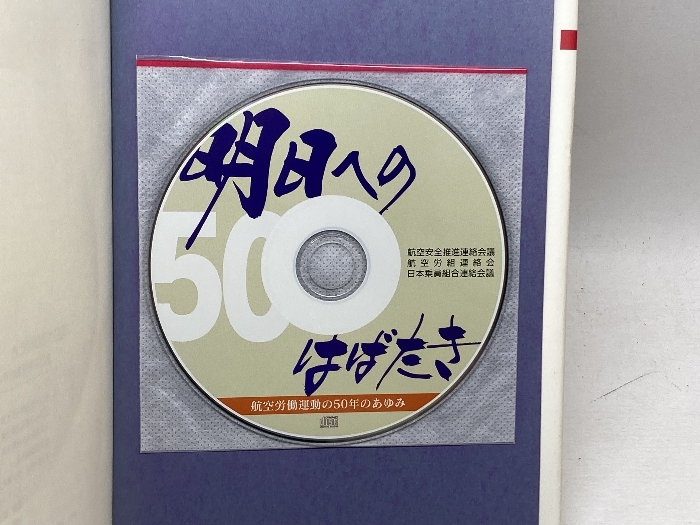 明日への
50
航空安全推進連絡会議
航空労組連絡会
日本乗員組合連絡会議
はばたき
航空労働運動の50年のあゆみ